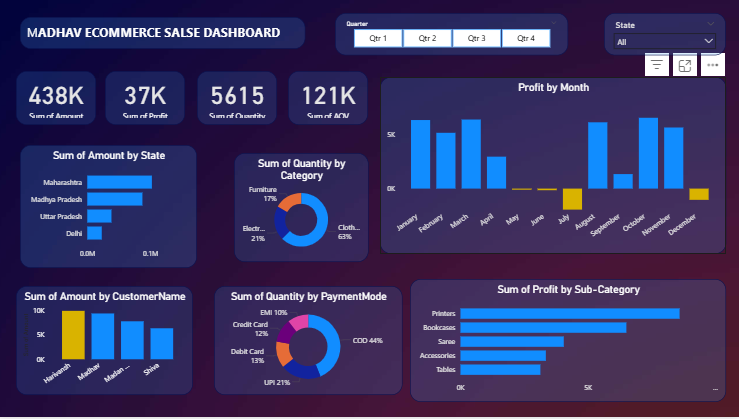 MADHAV ECOMMERCE SALSE DASHBOARD
Quarter
Qtr 1 Qtr 2 Qtr 3 Qtr 4
State
All
438K
Sum of Amount
37K
Sum of Profit
5615
Sum of Quantity
121K
Sum of AOV
Profit by Month
5K
0K
January February March April May June July August September October November December
Sum of Amount by State
Maharashtra
Madhya Pradesh
Uttar Pradesh
Delhi
0.0M 0.1M
Sum of Quantity by
Category
Furniture
17%
Electr...
21%
Cloth...
63%
Sum of Amount by CustomerName
10K
5K
0K
Harivansh Madhav Madan ... Shiva
Sum of Quantity by PaymentMode
EMI 10%
Credit Card
12%
Debit Card
13%
UPI 21%
COD 44%
Sum of Profit by Sub-Category
Printers
Bookcases
Saree
Accessories
Tables
0K 5K ...